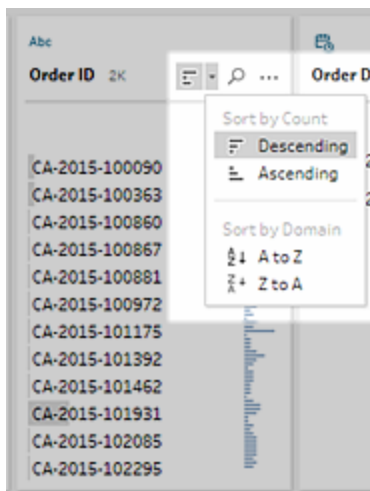 Abc
Order ID 2K
Order D
Sort by Count
Descending
Ascending
Sort by Domain
A to Z
Z to A
CA-2015-100090
CA-2015-100363
CA-2015-100860
CA-2015-100867
CA-2015-100881
CA-2015-100972
CA-2015-101175
CA-2015-101392
CA-2015-101462
CA-2015-101931
CA-2015-102085
CA-2015-102295